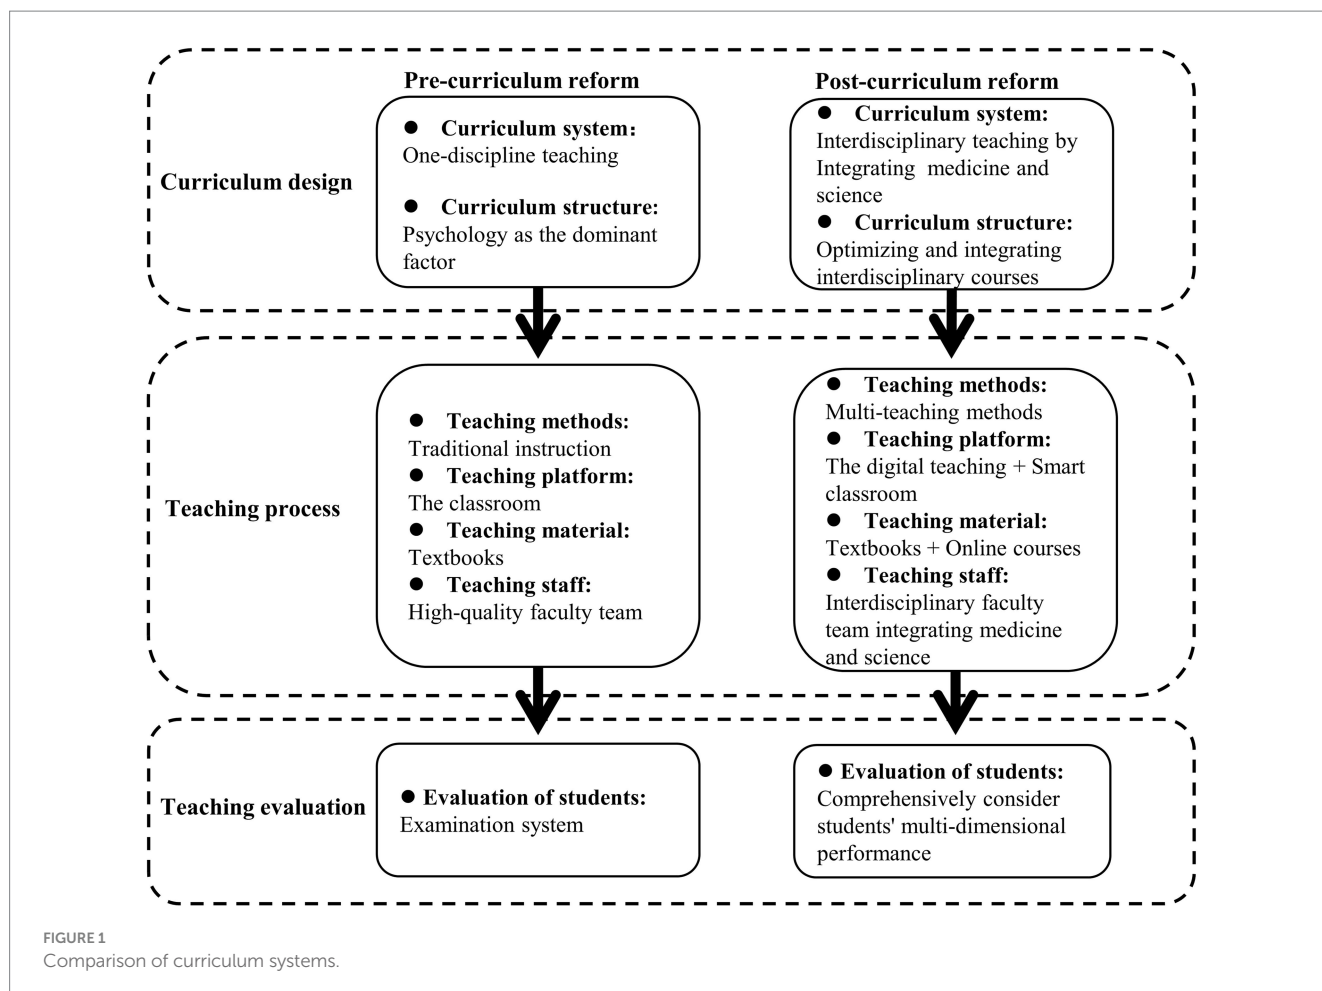 Pre-curriculum reform
Post-curriculum reform
Curriculum design
● Curriculum system:
One-discipline teaching
● Curriculum structure:
Psychology as the dominant
factor
● Curriculum system:
Interdisciplinary teaching by
Integrating medicine and
science
● Curriculum structure:
Optimizing and integrating
interdisciplinary courses
Teaching process
● Teaching methods:
Traditional instruction
● Teaching platform:
The classroom
● Teaching material:
Textbooks
● Teaching staff:
High-quality faculty team
● Teaching methods:
Multi-teaching methods
● Teaching platform:
The digital teaching + Smart
classroom
● Teaching material:
Textbooks + Online courses
● Teaching staff:
Interdisciplinary faculty
team integrating medicine
and science
Teaching evaluation
● Evaluation of students:
Examination system
● Evaluation of students:
Comprehensively consider
students' multi-dimensional
performance
FIGURE 1
Comparison of curriculum systems.